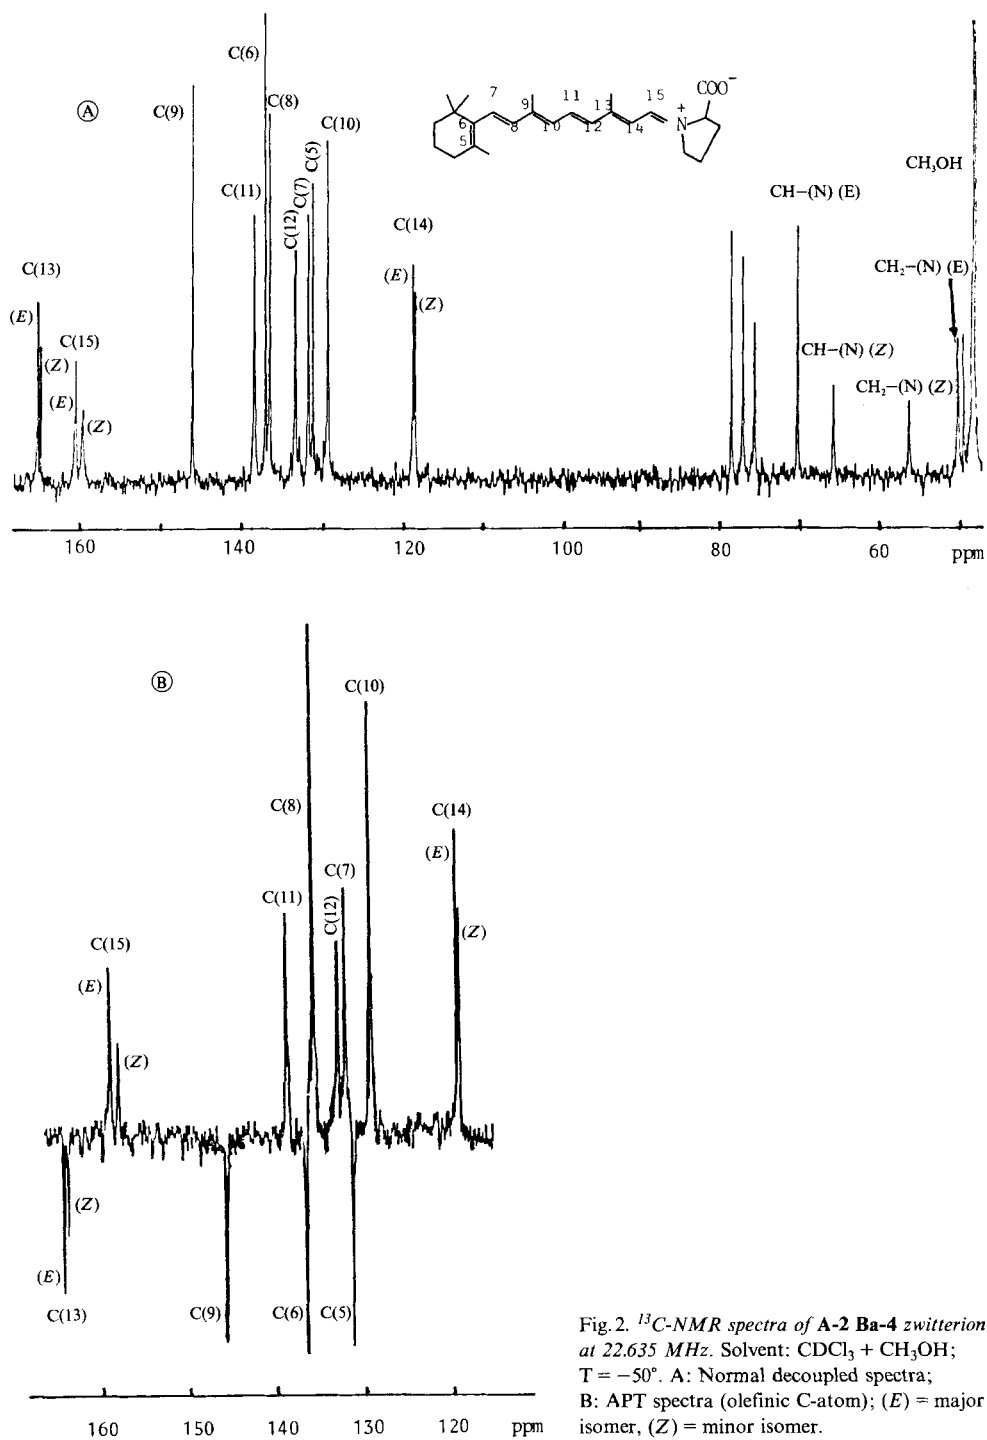 C(6)
Ⓐ
C(9)
C(8)
C(10)
C(11)
C(12)
C(7)
C(5)
7
9
11
13
15
6
8
10
12
14
5
N
+
COO⁻
CH₃OH
CH–(N) (E)
C(14)
(E)
(Z)
CH₂–(N) (E)
C(13)
(E)
(Z)
C(15)
(E)
(Z)
CH–(N) (Z)
CH₂–(N) (Z)
160 140 120 100 80 60 ppm
Ⓑ
C(10)
C(8)
C(14)
(E)
C(7)
C(11)
C(12)
(Z)
C(15)
(E)
(Z)
(Z)
(E)
C(13)
C(9)
C(6)
C(5)
160 150 140 130 120 ppm
Fig. 2. ¹³C-NMR spectra of A-2 Ba-4 zwitterion
at 22.635 MHz. Solvent: CDCl₃ + CH₃OH;
T = −50°. A: Normal decoupled spectra;
B: APT spectra (olefinic C-atom); (E) = major
isomer, (Z) = minor isomer.